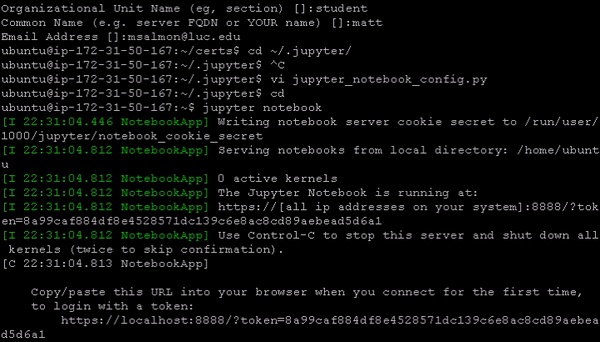 Organizational Unit Name (eg, section) []:student
Common Name (e.g. server FQDN or YOUR name) []:matt
Email Address []:msalmon@luc.edu
ubuntu@ip-172-31-50-167:~/certs$ cd ~/.jupyter/
ubuntu@ip-172-31-50-167:~/.jupyter$ ^C
ubuntu@ip-172-31-50-167:~/.jupyter$ vi jupyter_notebook_config.py
ubuntu@ip-172-31-50-167:~/.jupyter$ cd
ubuntu@ip-172-31-50-167:~$ jupyter notebook
[I 22:31:04.446 NotebookApp] Writing notebook server cookie secret to /run/user/
1000/jupyter/notebook_cookie_secret
[I 22:31:04.812 NotebookApp] Serving notebooks from local directory: /home/ubunt
u
[I 22:31:04.812 NotebookApp] 0 active kernels
[I 22:31:04.812 NotebookApp] The Jupyter Notebook is running at:
[I 22:31:04.812 NotebookApp] https://[all ip addresses on your system]:8888/?tok
en=8a99caf884df8e4528571dc139c6e8ac8cd89aebead5d6a1
[I 22:31:04.812 NotebookApp] Use Control-C to stop this server and shut down all
 kernels (twice to skip confirmation).
[C 22:31:04.813 NotebookApp]
    Copy/paste this URL into your browser when you connect for the first time,
    to login with a token:
        https://localhost:8888/?token=8a99caf884df8e4528571dc139c6e8ac8cd89aebea
d5d6a1